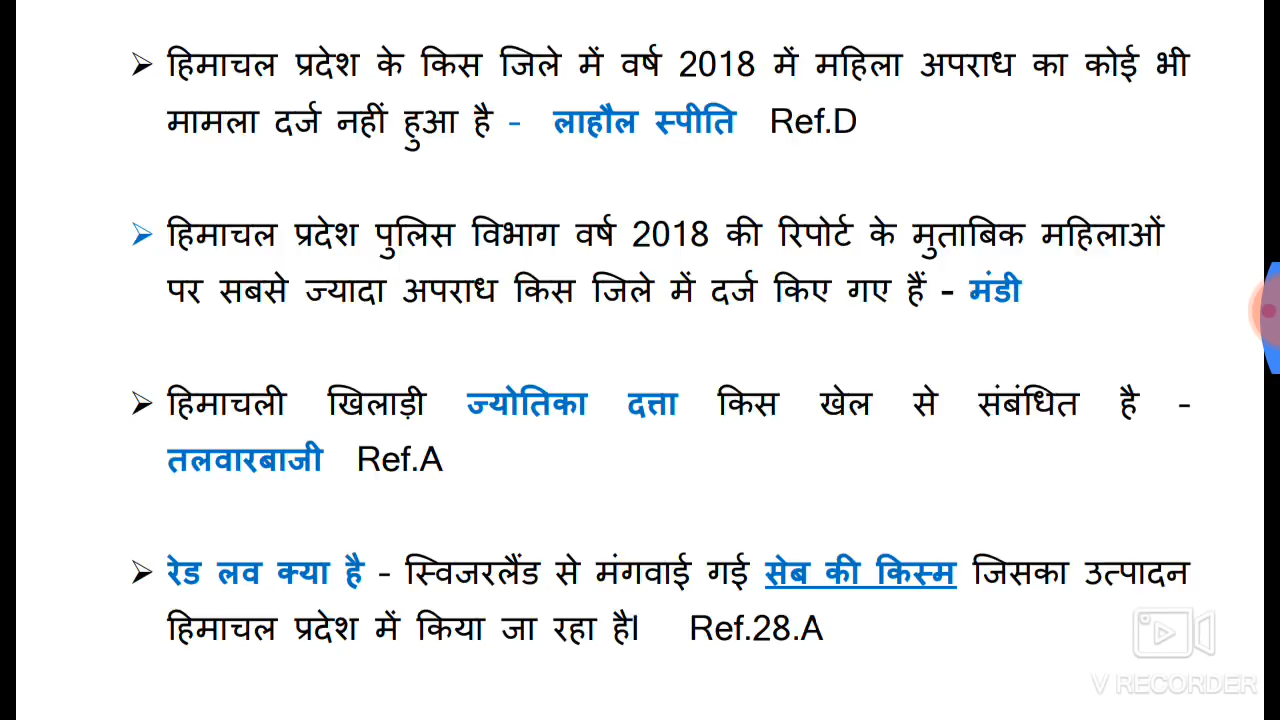 ➢ हिमाचल प्रदेश के किस जिले में वर्ष 2018 में महिला अपराध का कोई भी
मामला दर्ज नहीं हुआ है - लाहौल स्पीति Ref.D
➢ हिमाचल प्रदेश पुलिस विभाग वर्ष 2018 की रिपोर्ट के मुताबिक महिलाओं
पर सबसे ज्यादा अपराध किस जिले में दर्ज किए गए हैं - मंडी
➢ हिमाचली खिलाड़ी ज्योतिका दत्ता किस खेल से संबंधित है -
तलवारबाजी Ref.A
➢ रेड लव क्या है - स्विजरलैंड से मंगवाई गई सेब की किस्म जिसका उत्पादन
हिमाचल प्रदेश में किया जा रहा हैI Ref.28.A
V RECORDER